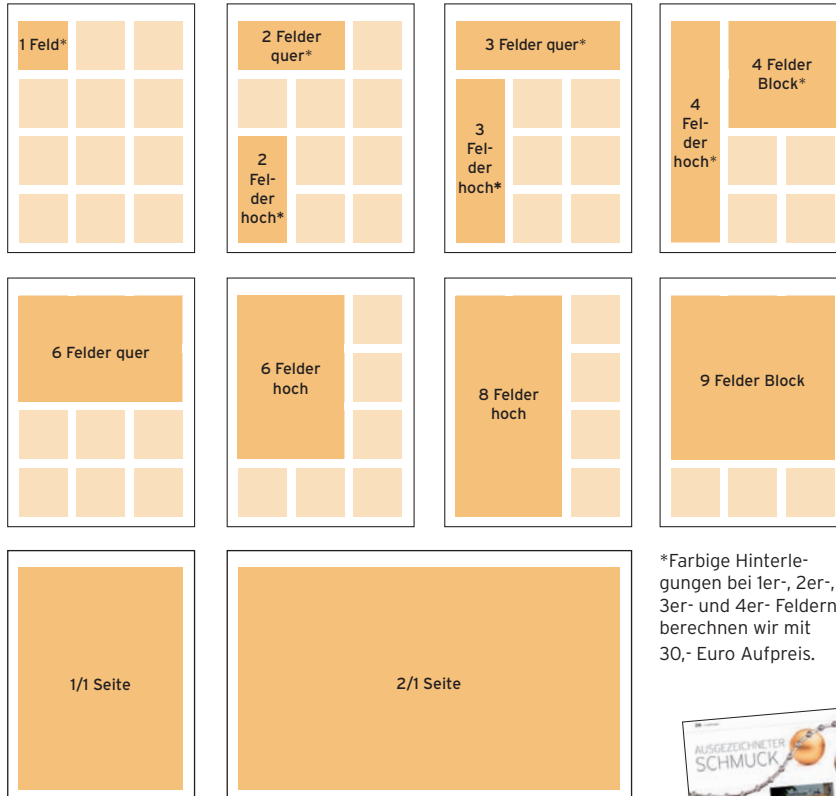 1 Feld*
2 Felder
quer*
2
Fel-
der
hoch*
3 Felder quer*
3
Fel-
der
hoch*
4
Fel-
der
hoch*
4 Felder
Block*
6 Felder quer
6 Felder
hoch
8 Felder
hoch
9 Felder Block
1/1 Seite
2/1 Seite
*Farbige Hinterle-
gungen bei 1er-, 2er-,
3er- und 4er- Feldern
berechnen wir mit
30,- Euro Aufpreis.
AUSGEZEICHNETER
SCHMUCK